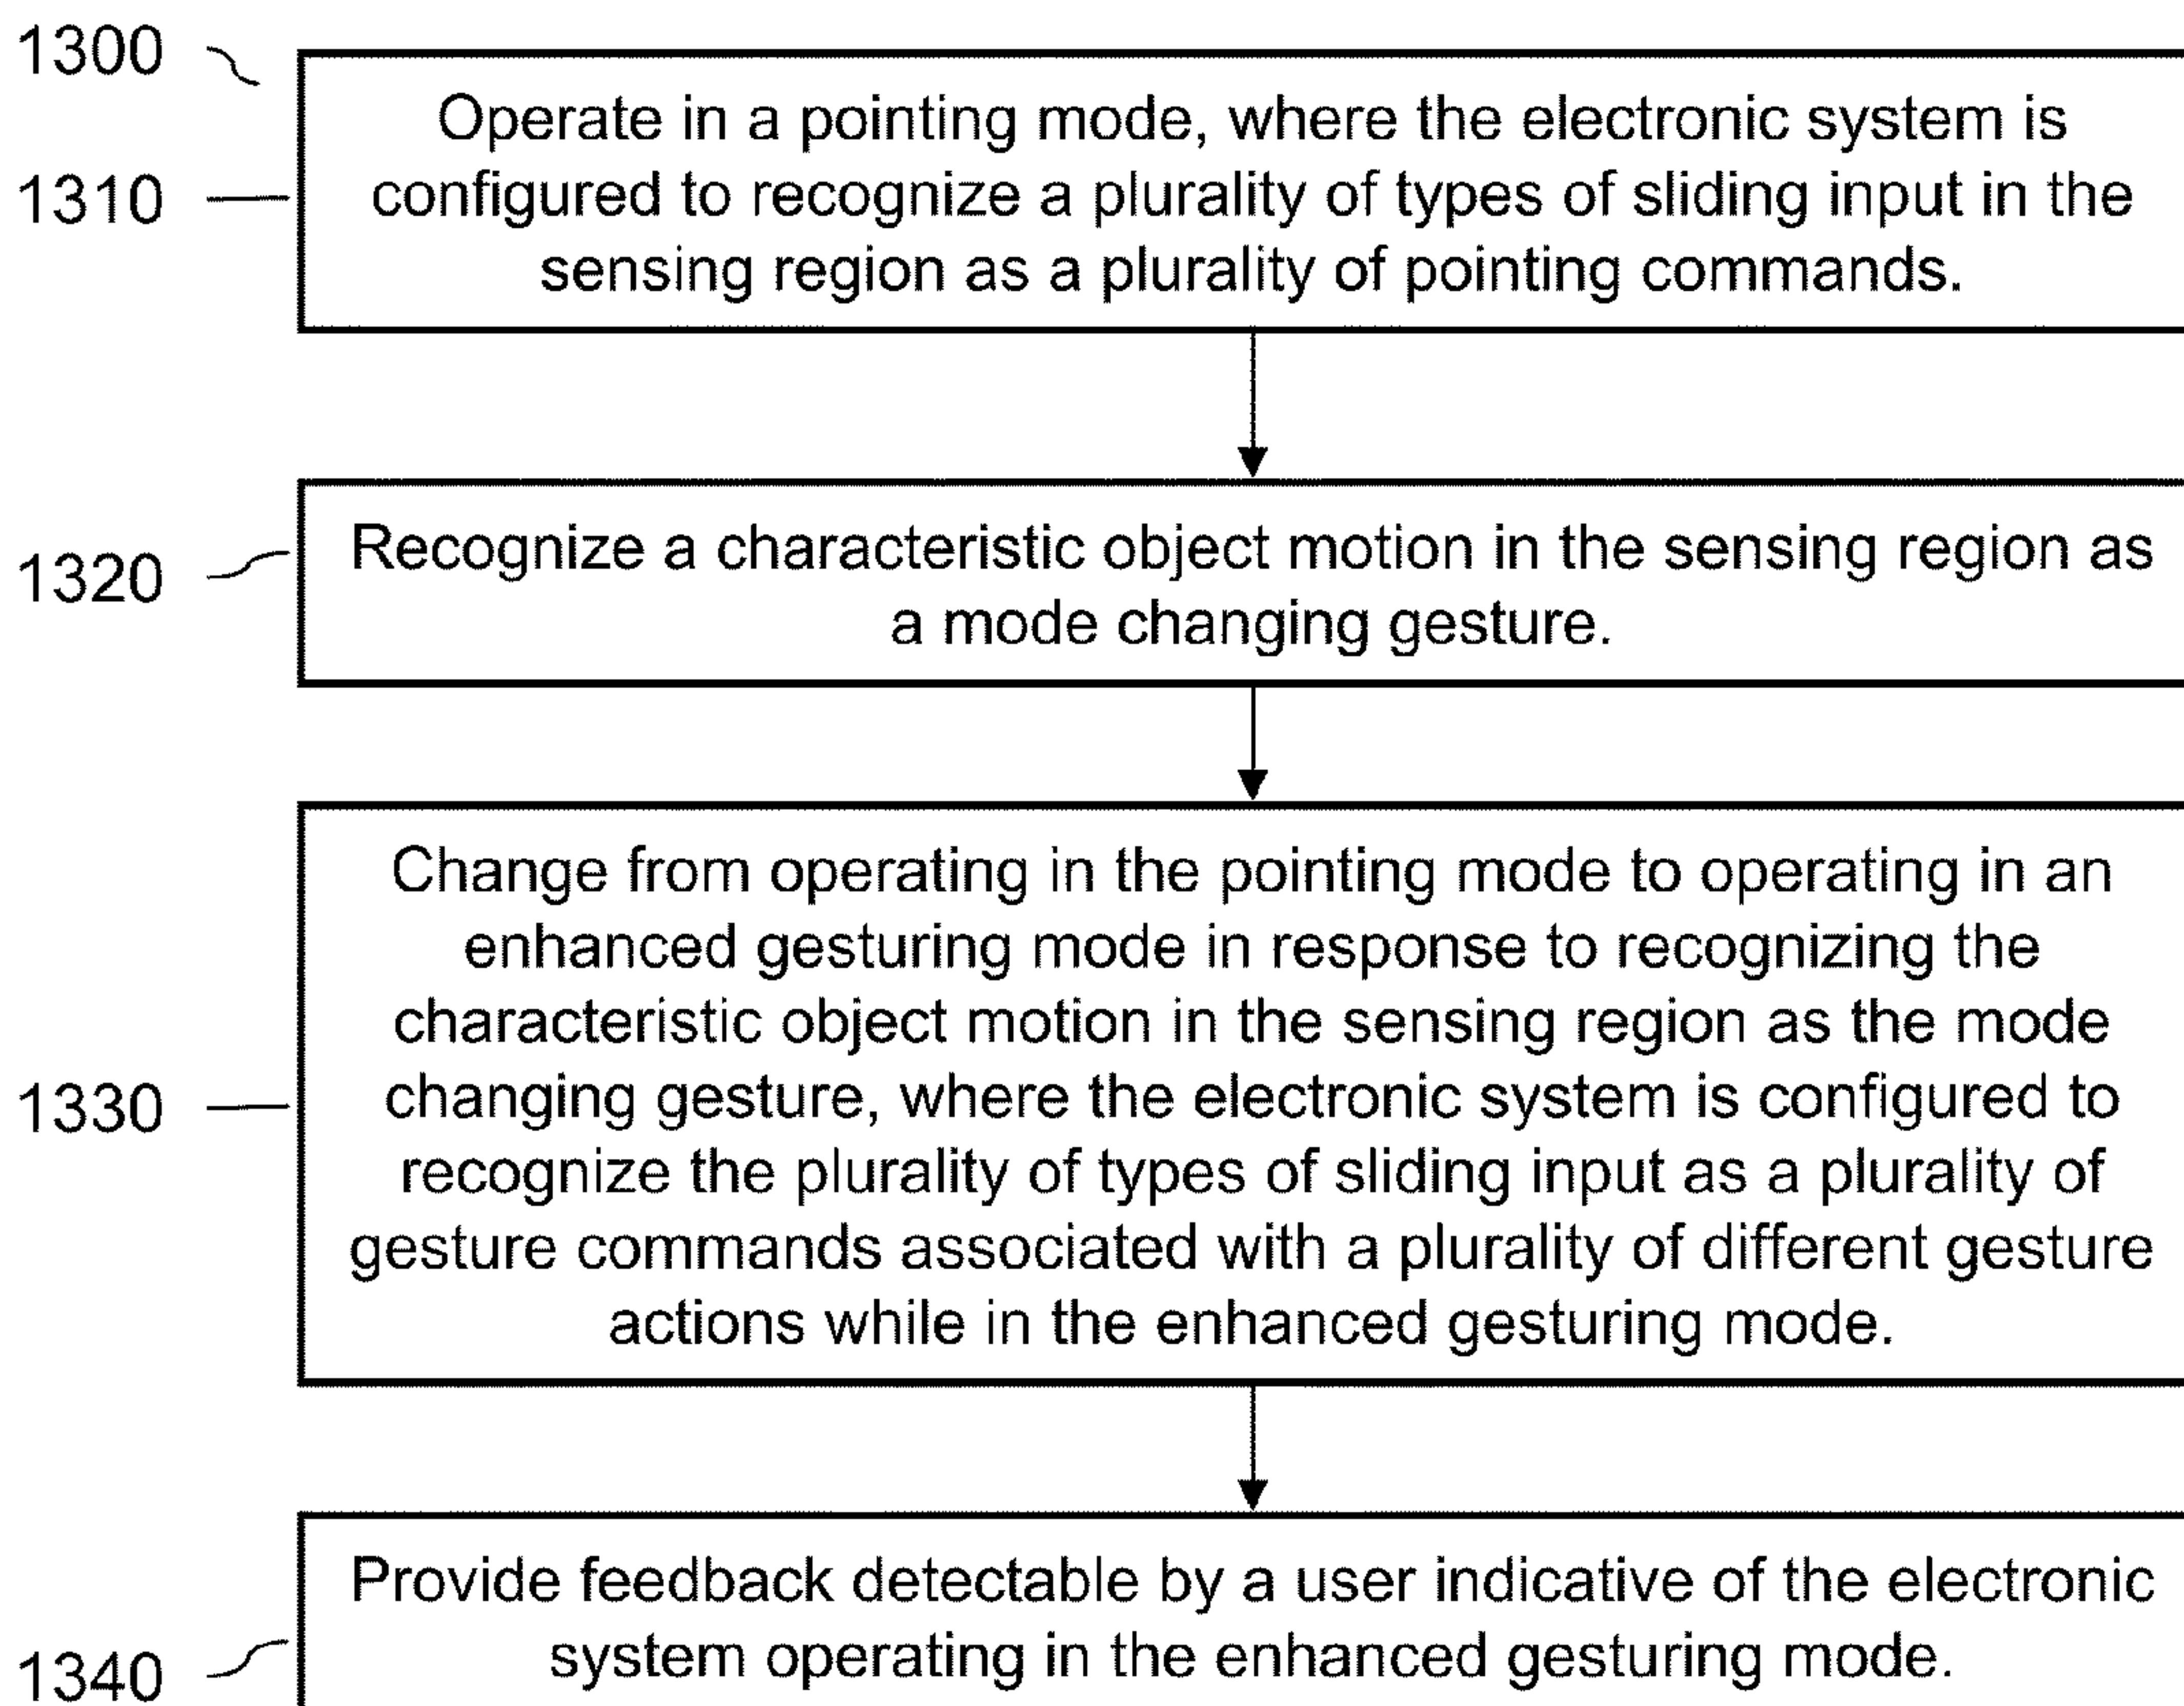 1300
Operate in a pointing mode, where the electronic system is
1310
configured to recognize a plurality of types of sliding input in the
sensing region as a plurality of pointing commands.
Recognize a characteristic object motion in the sensing region as
1320
a mode changing gesture.
Change from operating in the pointing mode to operating in an
enhanced gesturing mode in response to recognizing the
characteristic object motion in the sensing region as the mode
1330
changing gesture, where the electronic system is configured to
recognize the plurality of types of sliding input as a plurality of
gesture commands associated with a plurality of different gesture
actions while in the enhanced gesturing mode.
Provide feedback detectable by a user indicative of the electronic
system operating in the enhanced gesturing mode.
1340